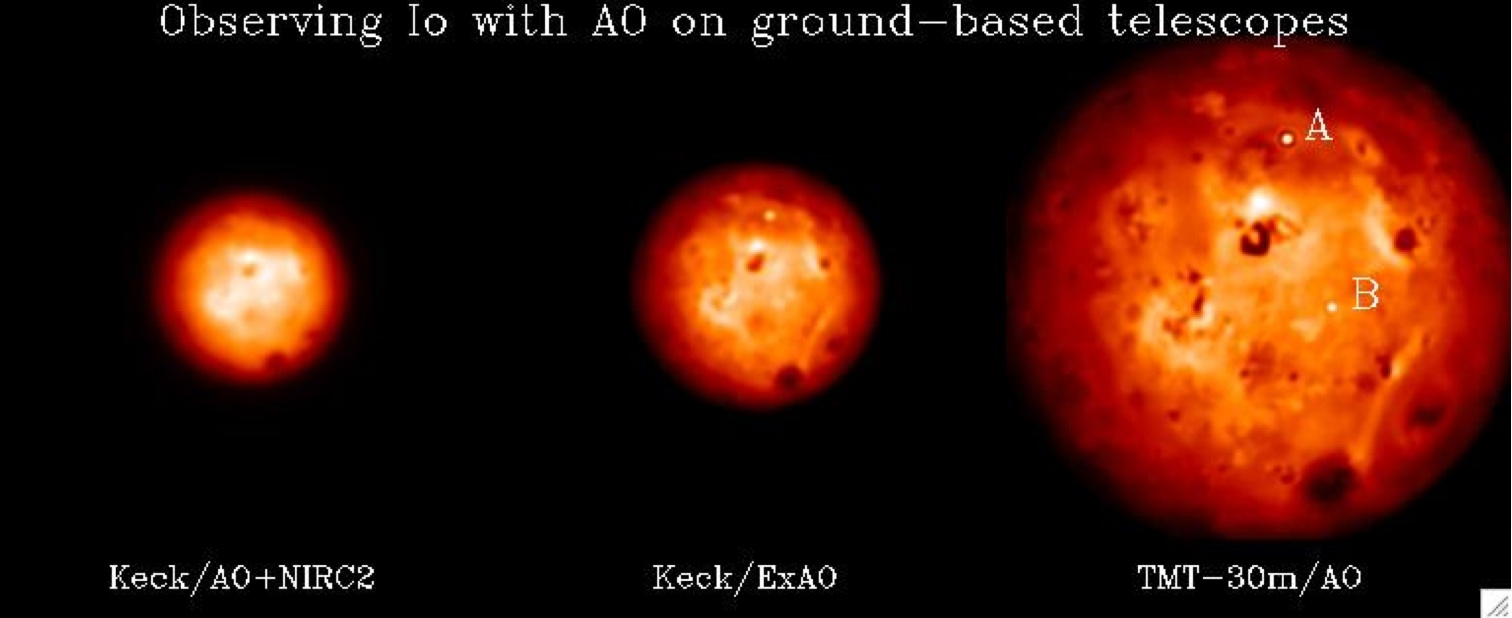 Observing Io with AO on ground-based telescopes
A
B
Keck/AO+NIRC2
Keck/ExAO
TMT-30m/AO